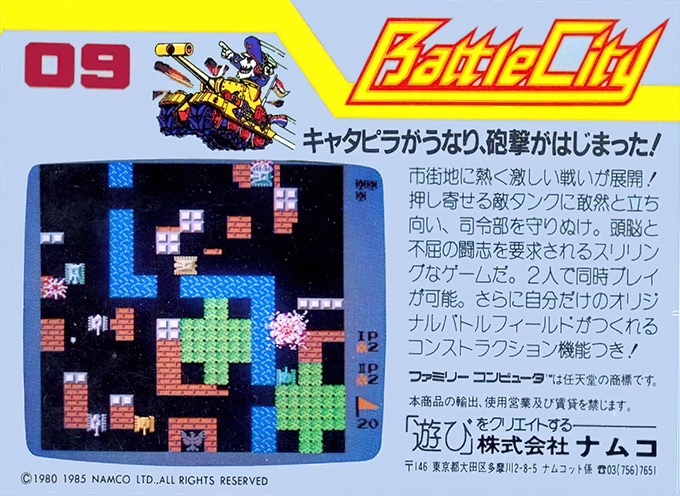 09
BattleCity
キャタピラがうなり、砲撃がはじまった!
市街地に熱く激しい戦いが展開!
押し寄せる敵タンクに敢然と立ち
向い、司令部を守りぬけ。頭脳と
不屈の闘志を要求されるスリリン
グなゲームだ。2人で同時プレイ
が可能。さらに自分だけのオリジ
ナルバトルフィールドがつくれる
コンストラクション機能つき!
IP
2
IIP
2
20
ファミリー コンピュータ™は任天堂の商標です。
本商品の輸出、使用営業及び賃貸を禁じます。
「遊び」をクリエイトする
株式会社 ナムコ
〒146 東京都大田区多摩川2-8-5 ナムコット係 ☎03(756)7651
©1980 1985 NAMCO LTD.,ALL RIGHTS RESERVED